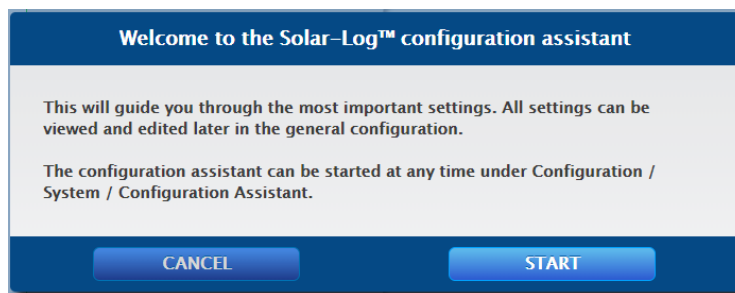 Welcome to the Solar-Log™ configuration assistant
This will guide you through the most important settings. All settings can be
viewed and edited later in the general configuration.
The configuration assistant can be started at any time under Configuration /
System / Configuration Assistant.
CANCEL
START